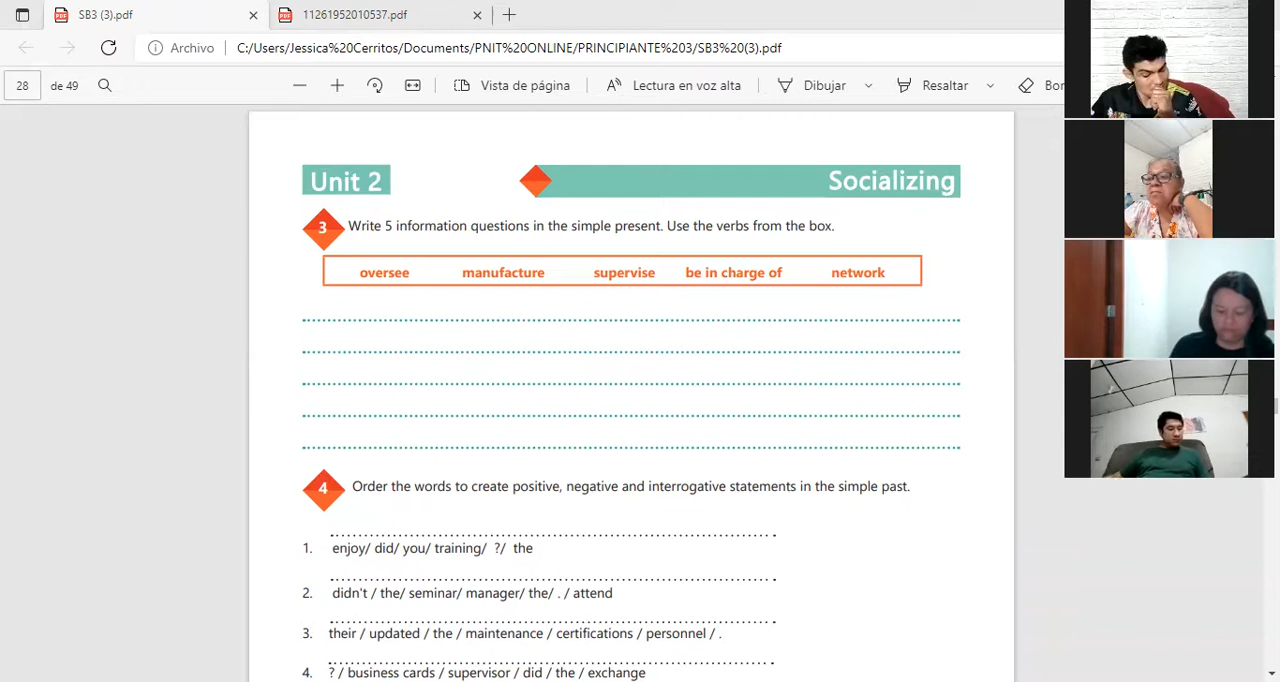 SB3 (3).pdf
11261952010537.pdf
Archivo
C:/Users/Jessica%20Cerritos/Documents/PNIT%20ONLINE/PRINCIPIANTE%203/SB3%20(3).pdf
28 de 49
Vista de página
Lectura en voz alta
Dibujar
Resaltar
Unit 2
Socializing
3 Write 5 information questions in the simple present. Use the verbs from the box.
oversee manufacture supervise be in charge of network
4 Order the words to create positive, negative and interrogative statements in the simple past.
1. enjoy/ did/ you/ training/ ?/ the
2. didn't / the/ seminar/ manager/ the/ . / attend
3. their / updated / the / maintenance / certifications / personnel / .
4. ? / business cards / supervisor / did / the / exchange